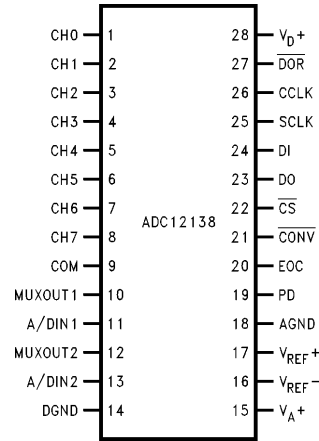 CH0 1 28 VD+
CH1 2 27 DOR
CH2 3 26 CCLK
CH3 4 25 SCLK
CH4 5 24 DI
CH5 6 23 DO
CH6 7 22 CS
ADC12138
CH7 8 21 CONV
COM 9 20 EOC
MUXOUT1 10 19 PD
A/DIN1 11 18 AGND
MUXOUT2 12 17 VREF+
A/DIN2 13 16 VREF−
DGND 14 15 VA+